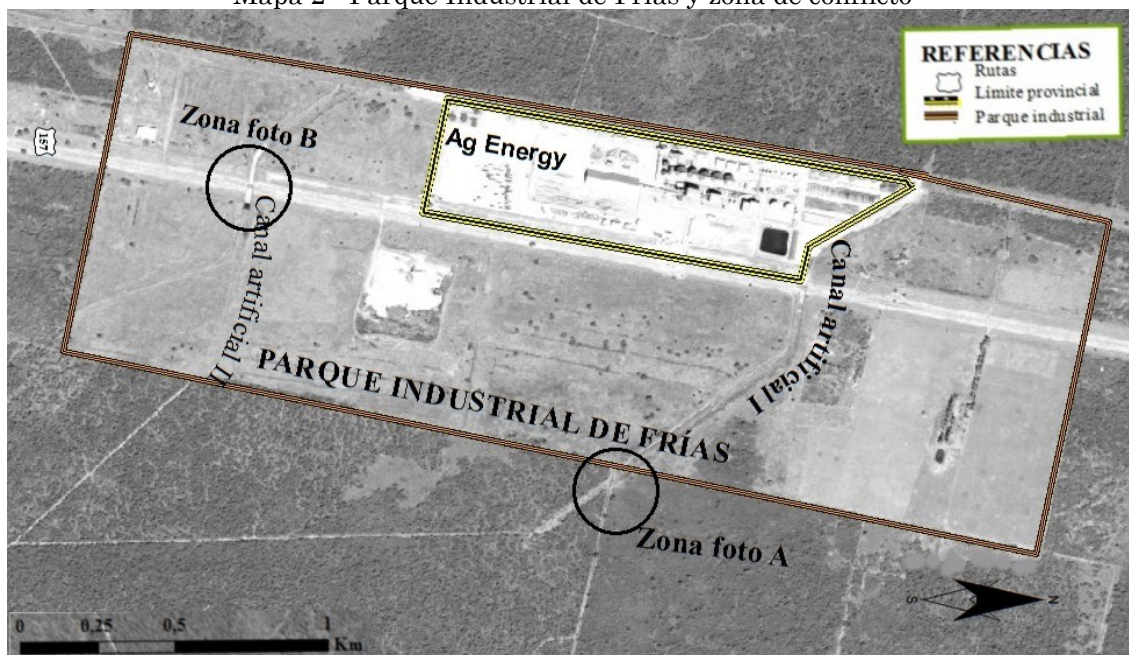 Mapa 2 - Parque Industrial de Frías y zona de conflicto
REFERENCIAS
Rutas
Límite provincial
Parque industrial
157
Zona foto B
Ag Energy
Canal artificial II
Canal artificial I
PARQUE INDUSTRIAL DE FRÍAS
Zona foto A
S N
0 0,25 0,5 1
Km